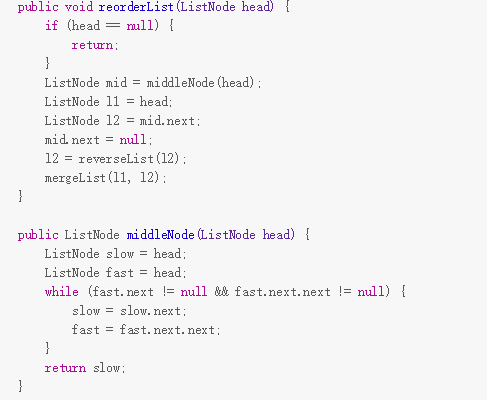 public void reorderList(ListNode head) {
    if (head == null) {
        return;
    }
    ListNode mid = middleNode(head);
    ListNode l1 = head;
    ListNode l2 = mid.next;
    mid.next = null;
    l2 = reverseList(l2);
    mergeList(l1, l2);
}

public ListNode middleNode(ListNode head) {
    ListNode slow = head;
    ListNode fast = head;
    while (fast.next != null && fast.next.next != null) {
        slow = slow.next;
        fast = fast.next.next;
    }
    return slow;
}